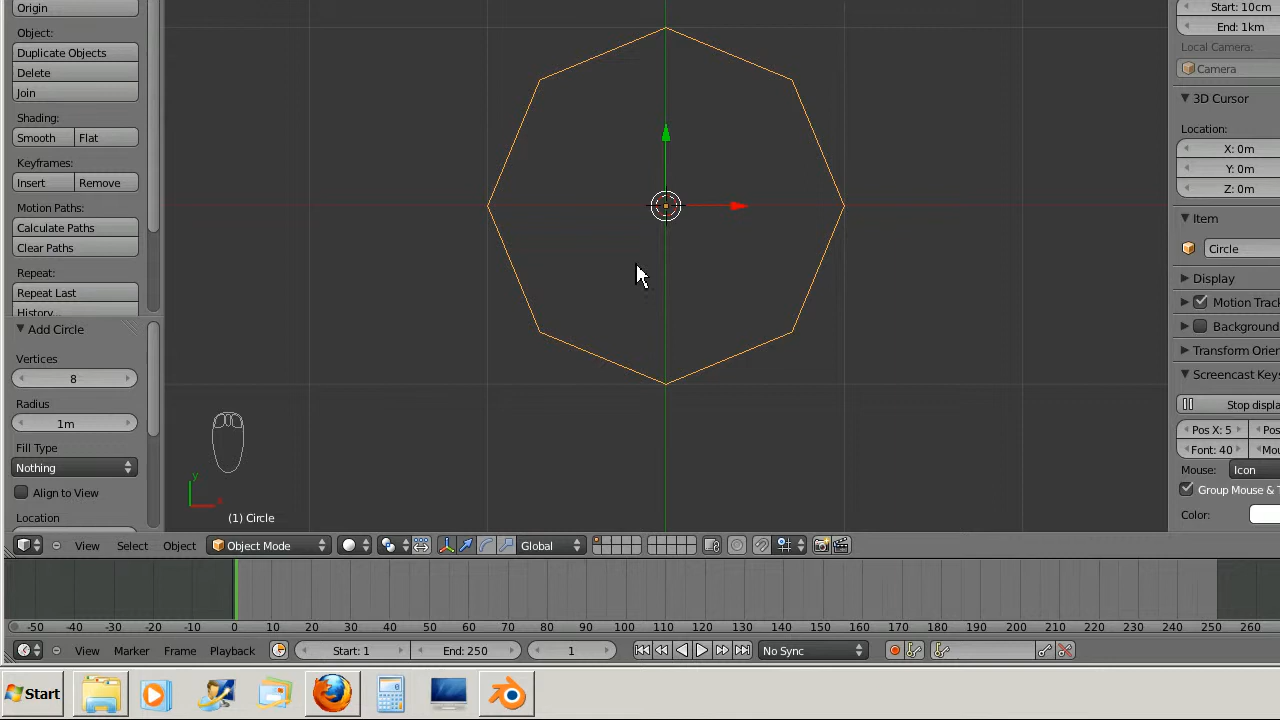 Origin
Object:
Duplicate Objects
Delete
Join
Shading:
Smooth Flat
Keyframes:
Insert Remove
Motion Paths:
Calculate Paths
Clear Paths
Repeat:
Repeat Last
History...
Add Circle
Vertices
8
Radius
1m
Fill Type
Nothing
Align to View
Location
y
x
(1) Circle
Start: 10cm
End: 1km
Local Camera:
Camera
3D Cursor
Location:
X: 0m
Y: 0m
Z: 0m
Item
Circle
Display
Motion Track
Background
Transform Orien
Screencast Keys
Stop displa
Pos X: 5 Pos
Font: 40 Mou
Mouse: Icon
Group Mouse & T
Color:
View Select Object Object Mode Global
-50 -40 -30 -20 -10 0 10 20 30 40 50 60 70 80 90 100 110 120 130 140 150 160 170 180 190 200 210 220 230 240 250 260
View Marker Frame Playback Start: 1 End: 250 1 No Sync
Start